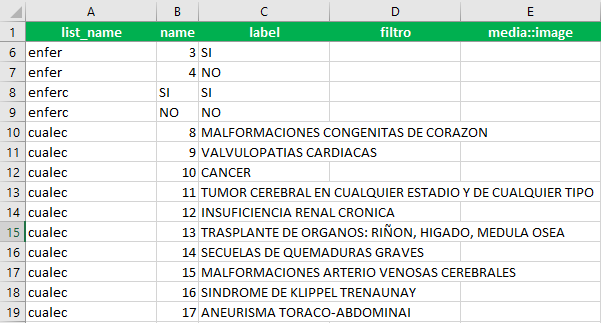 A B C D E
1 list_name name label filtro media::image
6 enfer 3 SI
7 enfer 4 NO
8 enferc SI SI
9 enferc NO NO
10 cualec 8 MALFORMACIONES CONGENITAS DE CORAZON
11 cualec 9 VALVULOPATIAS CARDIACAS
12 cualec 10 CANCER
13 cualec 11 TUMOR CEREBRAL EN CUALQUIER ESTADIO Y DE CUALQUIER TIPO
14 cualec 12 INSUFICIENCIA RENAL CRONICA
15 cualec 13 TRASPLANTE DE ORGANOS: RIÑON, HIGADO, MEDULA OSEA
16 cualec 14 SECUELAS DE QUEMADURAS GRAVES
17 cualec 15 MALFORMACIONES ARTERIO VENOSAS CEREBRALES
18 cualec 16 SINDROME DE KLIPPEL TRENAUNAY
19 cualec 17 ANEURISMA TORACO-ABDOMINAL